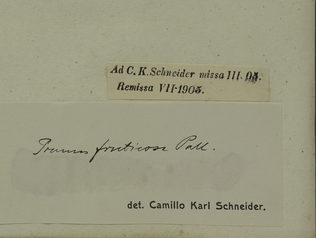 Ad C. K. Schneider missa III. 05.
Remissa VII·1905.
Prunus fruticosa Pall.
det. Camillo Karl Schneider.